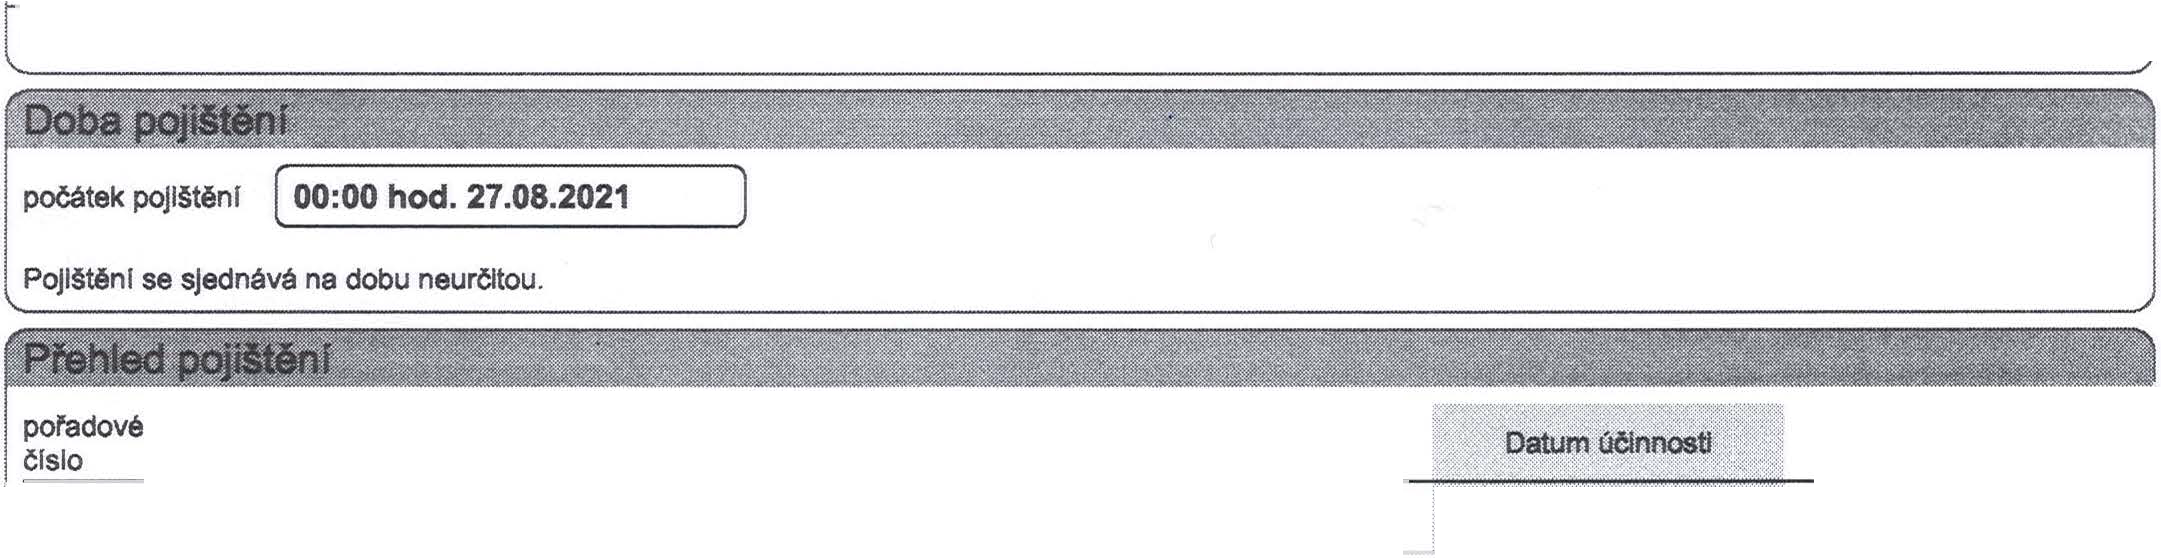 Doba pojištění
počátek pojištění 00:00 hod. 27.08.2021
Pojištění se sjednává na dobu neurčitou.
Přehled pojištění
pořadové
číslo
Datum účinnosti